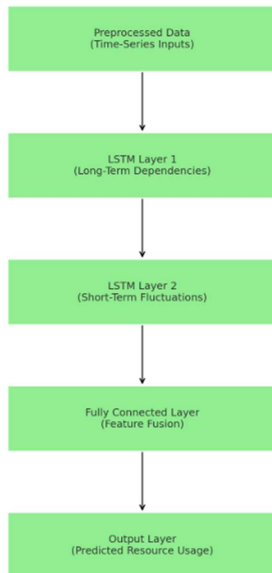 Preprocessed Data
(Time-Series Inputs)
LSTM Layer 1
(Long-Term Dependencies)
LSTM Layer 2
(Short-Term Fluctuations)
Fully Connected Layer
(Feature Fusion)
Output Layer
(Predicted Resource Usage)